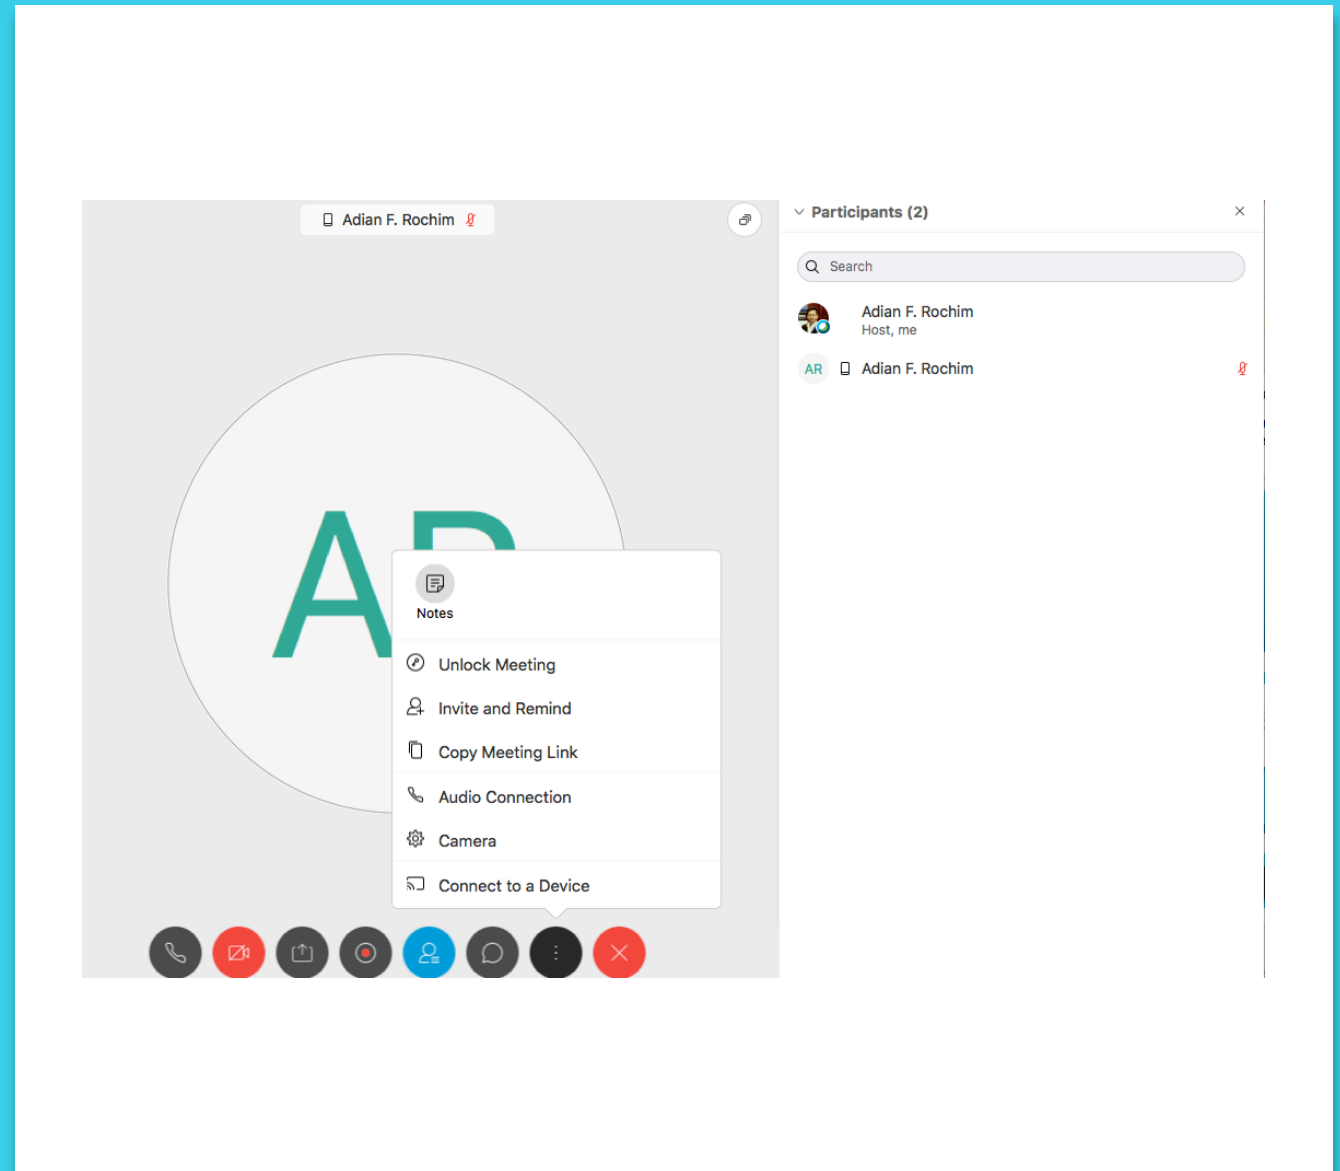 Adian F. Rochim
Participants (2)
Search
Adian F. Rochim
Host, me
AR Adian F. Rochim
AR
Notes
Unlock Meeting
Invite and Remind
Copy Meeting Link
Audio Connection
Camera
Connect to a Device